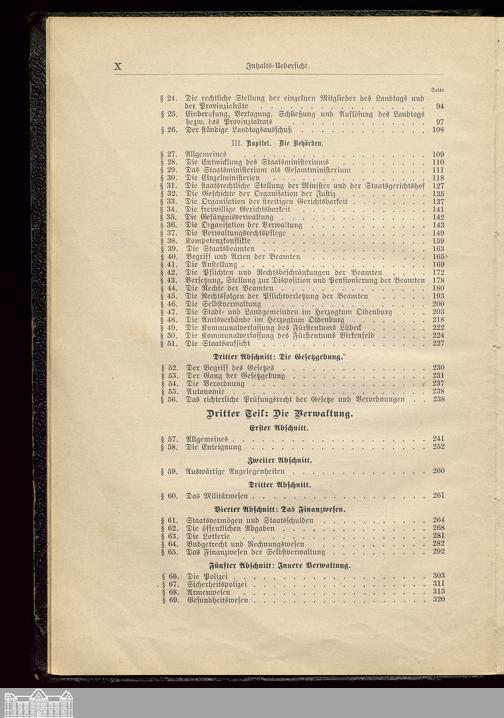 X Inhalts-Uebersicht.
Seite
§ 24. Die rechtliche Stellung der einzelnen Mitglieder des Landtags und
der Provinzialräte . . . . . . . . . . . . . . 94
§ 25. Einberufung, Vertagung, Schließung und Auflösung des Landtags
bezw. des Provinzialrats . . . . . . . . . . . . 97
§ 26. Der ständige Landtagsausschuß . . . . . . . . . . . 108
III. Kapitel. Die Behörden.
§ 27. Allgemeines . . . . . . . . . . . . . . . 109
§ 28. Die Entwicklung des Staatsministeriums . . . . . . . . 110
§ 29. Das Staatsministerium als Gesamtministerium . . . . . . 111
§ 30. Die Einzelministerien . . . . . . . . . . . . . 118
§ 31. Die staatsrechtliche Stellung der Minister und der Staatsgerichtshof 127
§ 32. Die Geschichte der Organisation der Justiz . . . . . . . 135
§ 33. Die Organisation der streitigen Gerichtsbarkeit . . . . . . 137
§ 34. Die freiwillige Gerichtsbarkeit . . . . . . . . . . 141
§ 35. Die Gefängnisverwaltung . . . . . . . . . . . . 142
§ 36. Die Organisation der Verwaltung . . . . . . . . . . 143
§ 37. Die Verwaltungsrechtspflege . . . . . . . . . . . 149
§ 38. Kompetenzkonflikte . . . . . . . . . . . . . . 159
§ 39. Die Staatsbeamten . . . . . . . . . . . . . . 163
§ 40. Begriff und Arten der Beamten . . . . . . . . . . 165
§ 41. Die Anstellung . . . . . . . . . . . . . . . 169
§ 42. Die Pflichten und Rechtsbeschränkungen der Beamten . . . . 172
§ 43. Versetzung, Stellung zur Disposition und Pensionierung der Beamten 178
§ 44. Die Rechte der Beamten . . . . . . . . . . . . 180
§ 45. Die Rechtsfolgen der Pflichtverletzung der Beamten . . . . 193
§ 46. Die Selbstverwaltung . . . . . . . . . . . . . 200
§ 47. Die Stadt- und Landgemeinden im Herzogtum Oldenburg . . . 203
§ 48. Die Amtsverbände im Herzogtum Oldenburg . . . . . . . 218
§ 49. Die Kommunalverfassung des Fürstentums Lübeck . . . . . 222
§ 50. Die Kommunalverfassung des Fürstentums Birkenfeld . . . . 224
§ 51. Die Staatsaufsicht . . . . . . . . . . . . . . 227
Dritter Abschnitt: Die Gesetzgebung.
§ 52. Der Begriff des Gesetzes . . . . . . . . . . . . 230
§ 53. Der Gang der Gesetzgebung . . . . . . . . . . . 231
§ 54. Die Verordnung . . . . . . . . . . . . . . . 237
§ 55. Autonomie . . . . . . . . . . . . . . . . 238
§ 56. Das richterliche Prüfungsrecht der Gesetze und Verordnungen . . 238
Dritter Teil: Die Verwaltung.
Erster Abschnitt.
§ 57. Allgemeines . . . . . . . . . . . . . . . . 241
§ 58. Die Enteignung . . . . . . . . . . . . . . . 252
Zweiter Abschnitt.
§ 59. Auswärtige Angelegenheiten . . . . . . . . . . . 260
Dritter Abschnitt.
§ 60. Das Militärwesen . . . . . . . . . . . . . . 261
Vierter Abschnitt: Das Finanzwesen.
§ 61. Staatsvermögen und Staatsschulden . . . . . . . . . 264
§ 62. Die öffentlichen Abgaben . . . . . . . . . . . . 268
§ 63. Die Lotterie . . . . . . . . . . . . . . . 281
§ 64. Budgetrecht und Rechnungswesen . . . . . . . . . . 282
§ 65. Das Finanzwesen der Selbstverwaltung . . . . . . . . 292
Fünfter Abschnitt: Innere Verwaltung.
§ 66. Die Polizei . . . . . . . . . . . . . . . . 303
§ 67. Sicherheitspolizei . . . . . . . . . . . . . . 311
§ 68. Armenwesen . . . . . . . . . . . . . . . 315
§ 69. Gesundheitswesen . . . . . . . . . . . . . . 320